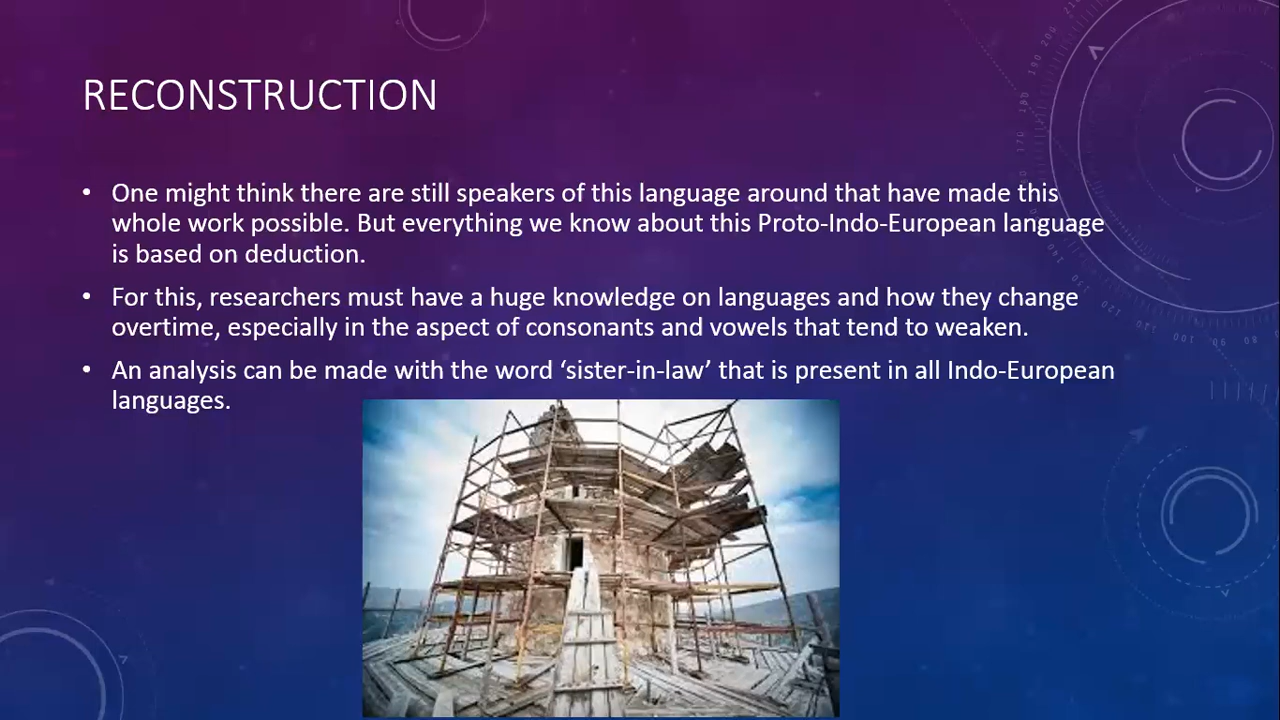 RECONSTRUCTION
• One might think there are still speakers of this language around that have made this
whole work possible. But everything we know about this Proto-Indo-European language
is based on deduction.
• For this, researchers must have a huge knowledge on languages and how they change
overtime, especially in the aspect of consonants and vowels that tend to weaken.
• An analysis can be made with the word ‘sister-in-law’ that is present in all Indo-European
languages.